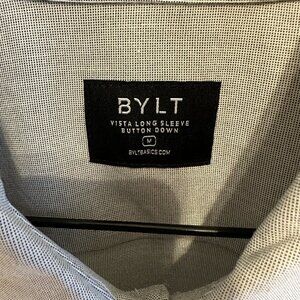 BYLT
VISTA LONG SLEEVE
BUTTON DOWN
M
BYLTBASICS.COM